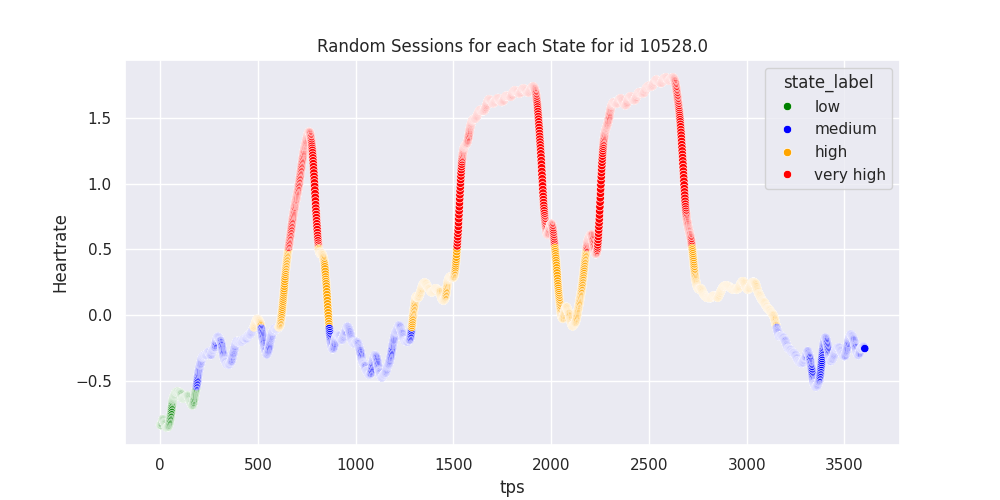 Random Sessions for each State for id 10528.0
state_label
low
medium
high
very high
Heartrate
1.5
1.0
0.5
0.0
−0.5
0
500
1000
1500
2000
2500
3000
3500
tps